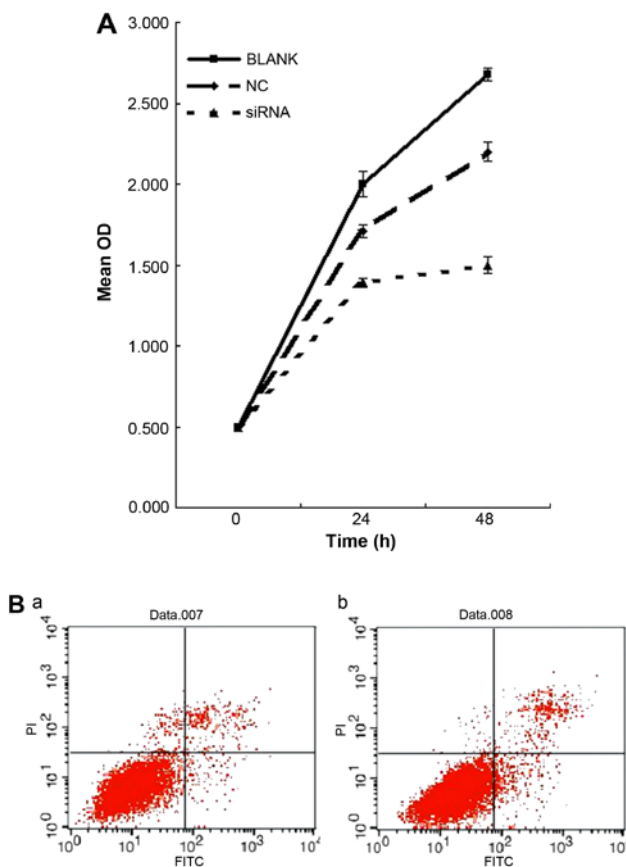 A
3.000
BLANK
NC
siRNA
2.500
2.000
1.500
1.000
0.500
0.000
Mean OD
0 24 48
Time (h)
B a b
Data.007 Data.008
10^4
10^3
10^2
10^1
10^0
PI
10^0 10^1 10^2 10^3 10^4
FITC
10^4
10^3
10^2
10^1
10^0
PI
10^0 10^1 10^2 10^3 10^4
FITC